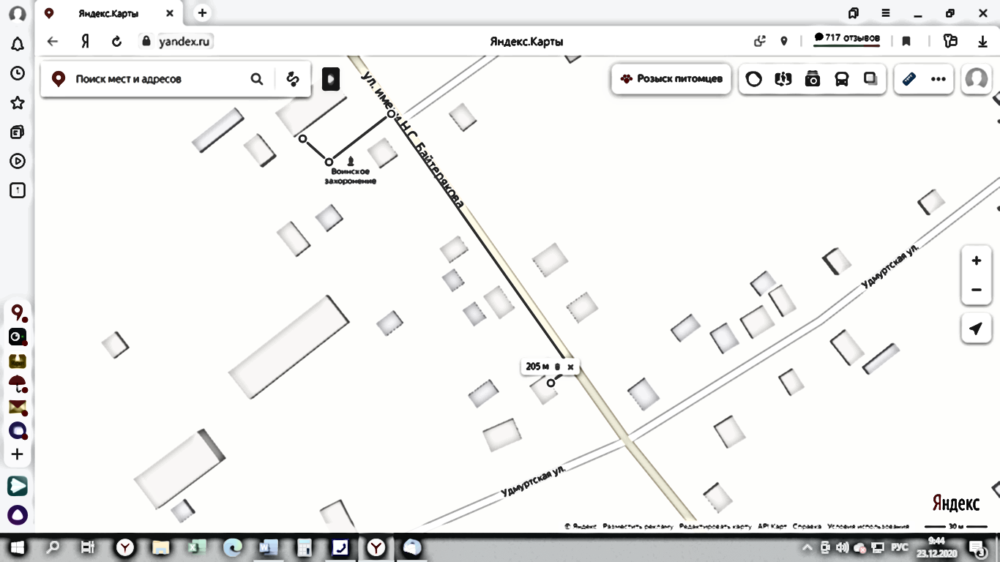 Яндекс.Карты
yandex.ru
Яндекс.Карты
717 отзывов
Поиск мест и адресов
Розыск питомцев
ул. имени Н.С. Байтерякова
Воинское
захоронение
Удмуртская ул.
205 м
Удмуртская ул.
Яндекс
© Яндекс Разместить рекламу Редактировать карту API Карт Справка Условия использования
30 м
РУС
9:44
23.12.2020
3